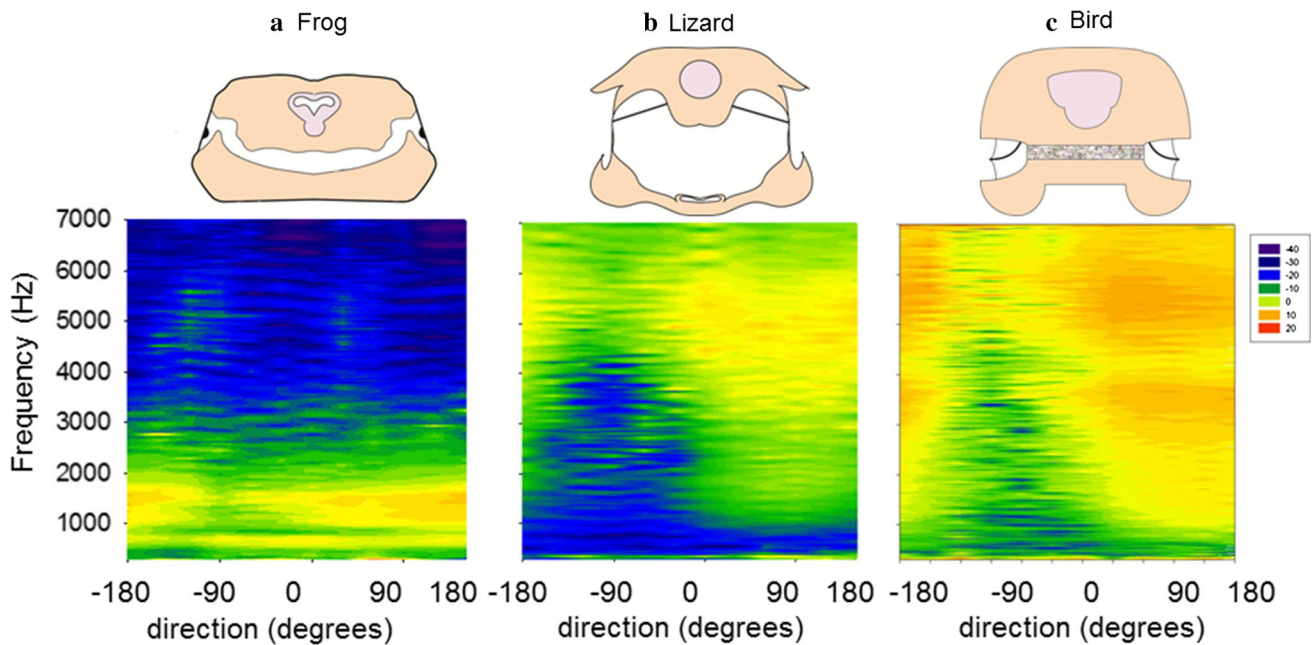 a Frog
b Lizard
c Bird
7000
6000
5000
4000
3000
2000
1000
Frequency (Hz)
-180 -90 0 90 180
direction (degrees)
-180 -90 0 90 180
direction (degrees)
-180 -90 0 90 180
direction (degrees)
-40
-30
-20
-10
0
10
20